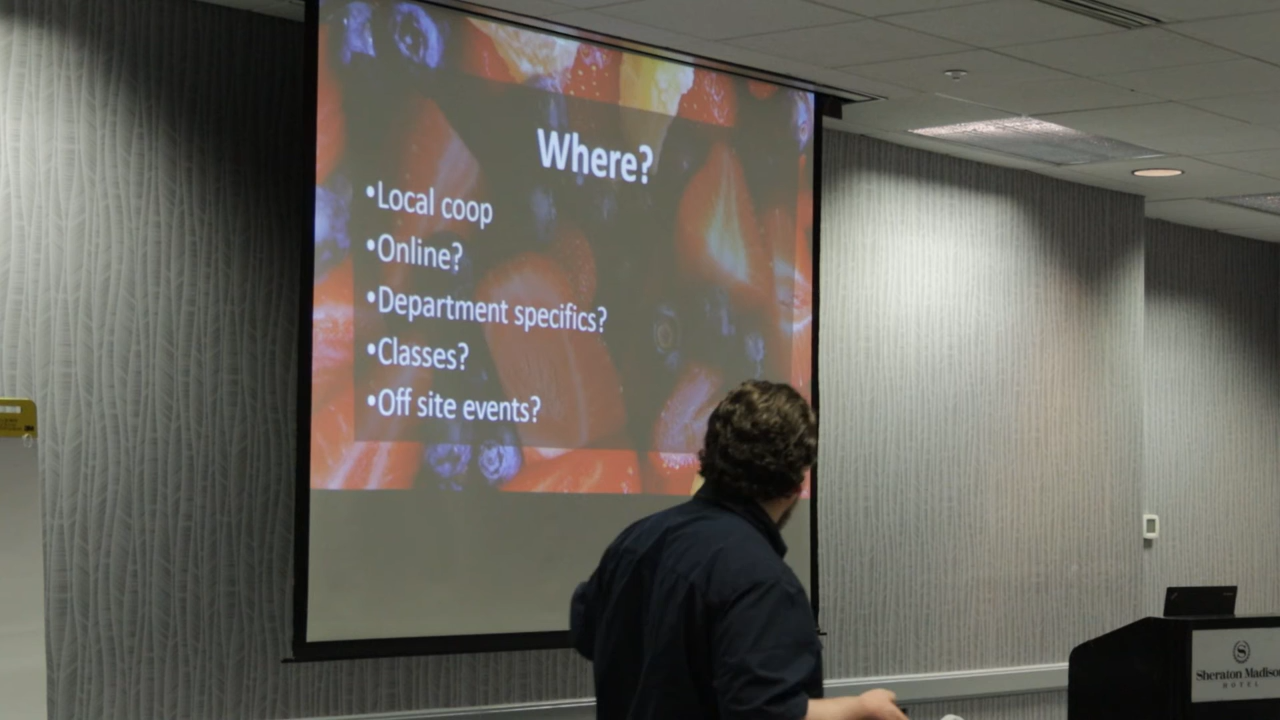 Where?
•Local coop
•Online?
•Department specifics?
•Classes?
•Off site events?
Sheraton Madison
HOTEL